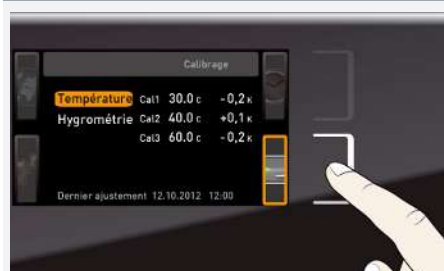 Calibrage
Température Cal1 30.0 c - 0,2 K
Hygrométrie Cal2 40.0 c +0,1 K
Cal3 60.0 c - 0,2 K
Dernier ajustement 12.10.2012 12:00